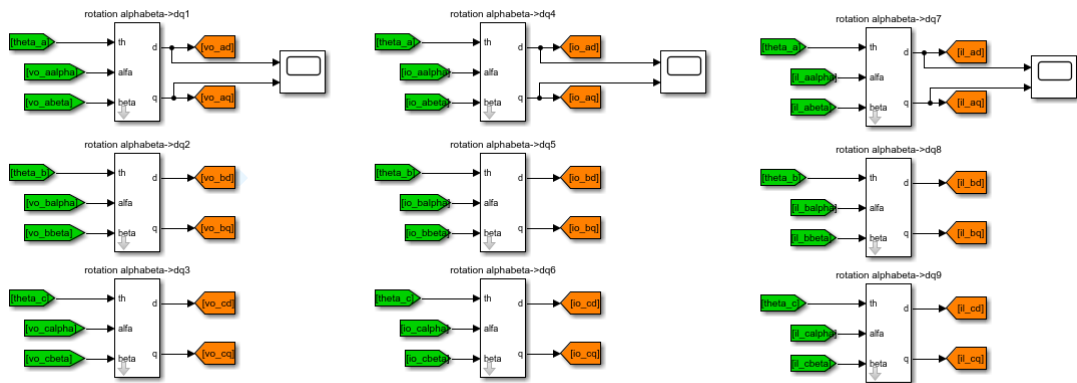 rotation alphabeta->dq1
[theta_a]
th
d
[vo_ad]
[vo_aalpha]
alfa
[vo_abeta]
beta
q
[vo_aq]
rotation alphabeta->dq4
[theta_a]
th
d
[io_ad]
[io_aalpha]
alfa
[io_abeta]
beta
q
[io_aq]
rotation alphabeta->dq7
[theta_a]
th
d
[il_ad]
[il_aalpha]
alfa
[il_abeta]
beta
q
[il_aq]
rotation alphabeta->dq2
[theta_b]
th
d
[vo_bd]
[vo_balpha]
alfa
[vo_bbeta]
beta
q
[vo_bq]
rotation alphabeta->dq5
[theta_b]
th
d
[io_bd]
[io_balpha]
alfa
[io_bbeta]
beta
q
[io_bq]
rotation alphabeta->dq8
[theta_b]
th
d
[il_bd]
[il_balpha]
alfa
[il_bbeta]
beta
q
[il_bq]
rotation alphabeta->dq3
[theta_c]
th
d
[vo_cd]
[vo_calpha]
alfa
[vo_cbeta]
beta
q
[vo_cq]
rotation alphabeta->dq6
[theta_c]
th
d
[io_cd]
[io_calpha]
alfa
[io_cbeta]
beta
q
[io_cq]
rotation alphabeta->dq9
[theta_c]
th
d
[il_cd]
[il_calpha]
alfa
[il_cbeta]
beta
q
[il_cq]